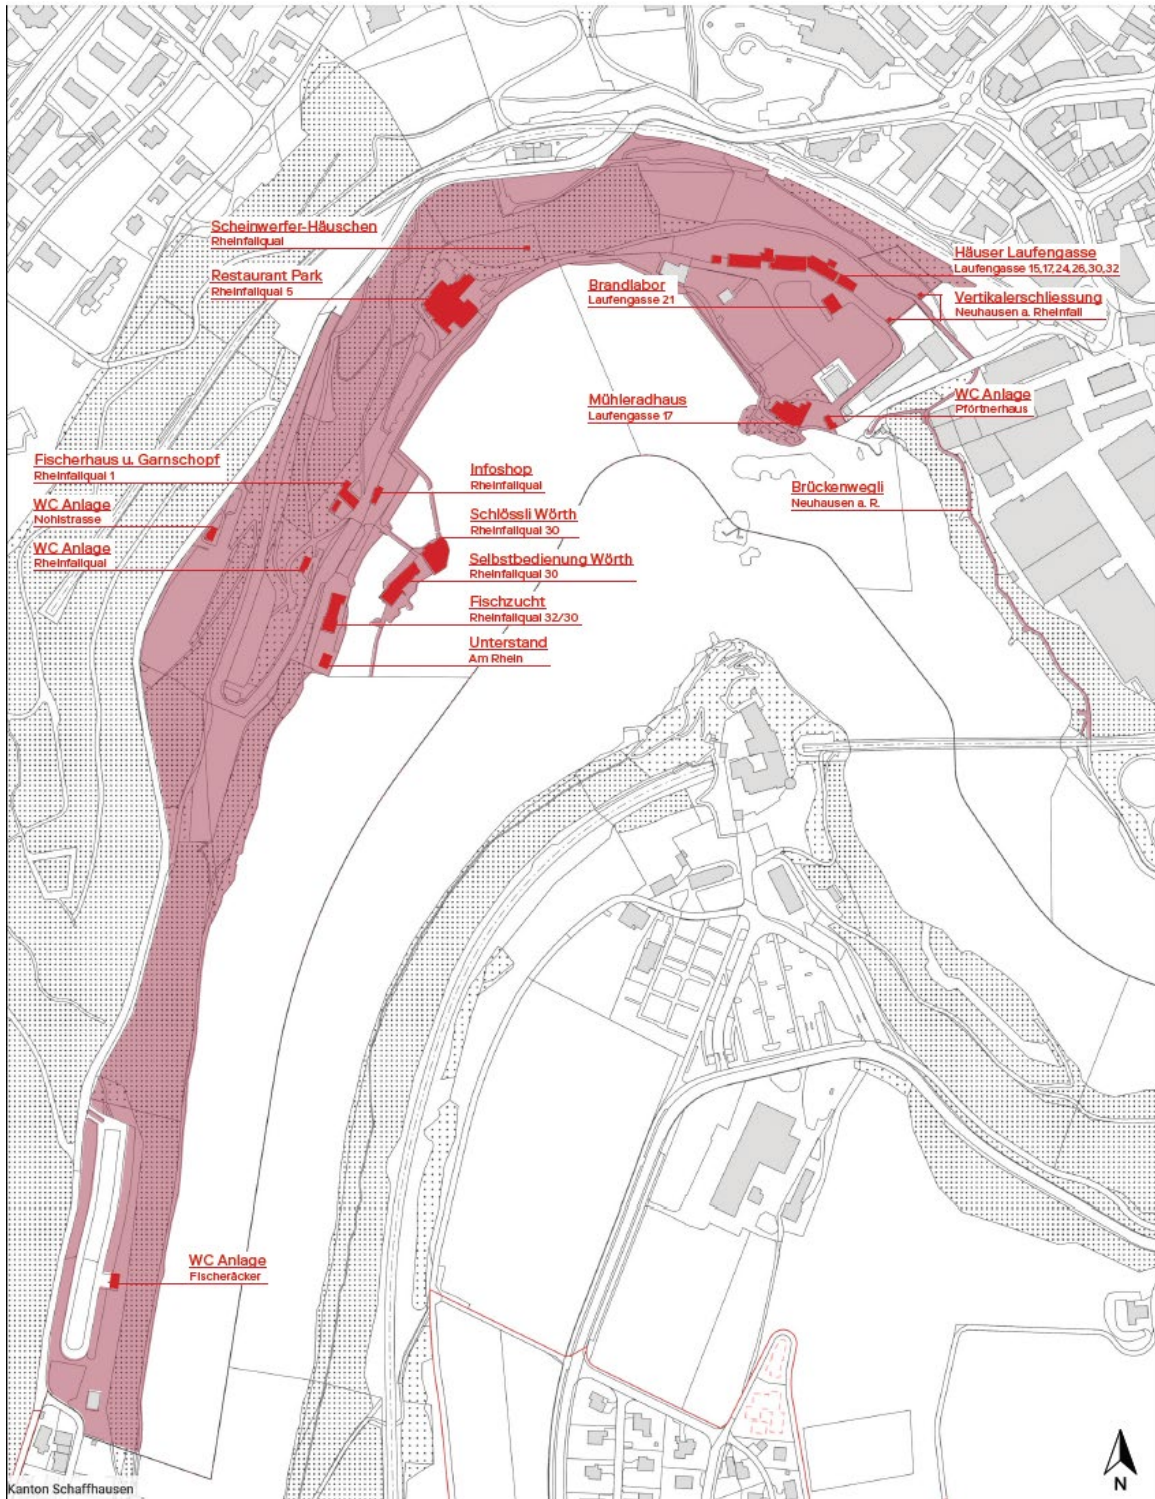 Scheinwerfer-Häuschen
Rheinfallquai
Restaurant Park
Rheinfallquai 5
Häuser Laufengasse
Laufengasse 15,17,24,26,30,32
Brandlabor
Laufengasse 21
Vertikalerschliessung
Neuhausen a. Rheinfall
Mühleradhaus
Laufengasse 17
WC Anlage
Pförtnerhaus
Fischerhaus u. Garnschopf
Rheinfallquai 1
WC Anlage
Nohlstrasse
WC Anlage
Rheinfallquai
Infoshop
Rheinfallquai
Schlössli Wörth
Rheinfallquai 30
Selbstbedienung Wörth
Rheinfallquai 30
Fischzucht
Rheinfallquai 32/30
Unterstand
Am Rhein
Brückenwegli
Neuhausen a. R.
WC Anlage
Fischeräcker
N
Kanton Schaffhausen